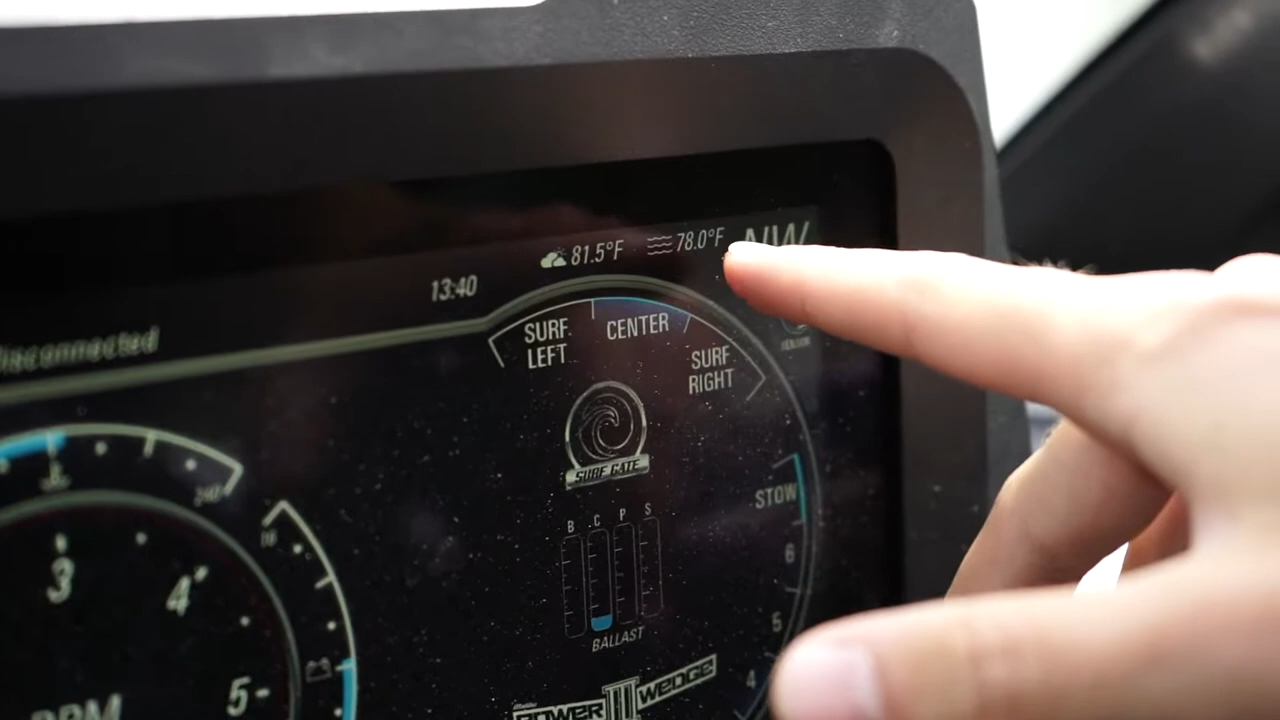 81.5°F 78.0°F NW
13:40
Disconnected
SURF LEFT
CENTER
SURF RIGHT
SURF GATE
STOW
B C P S
6
5
4
BALLAST
POWER III WEDGE
240
3
4
5
RPM